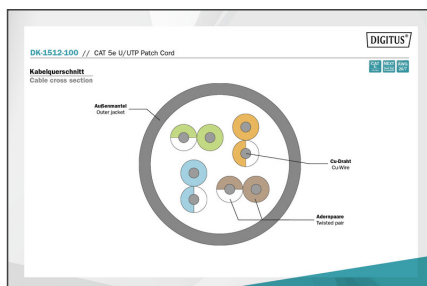 DIGITUS®
DK-1512-100 // CAT 5e U/UTP Patch Cord
Kabelquerschnitt
Cable cross section
Außenmantel
Outer jacket
Cu-Draht
Cu-Wire
Adernpaare
Twisted pair